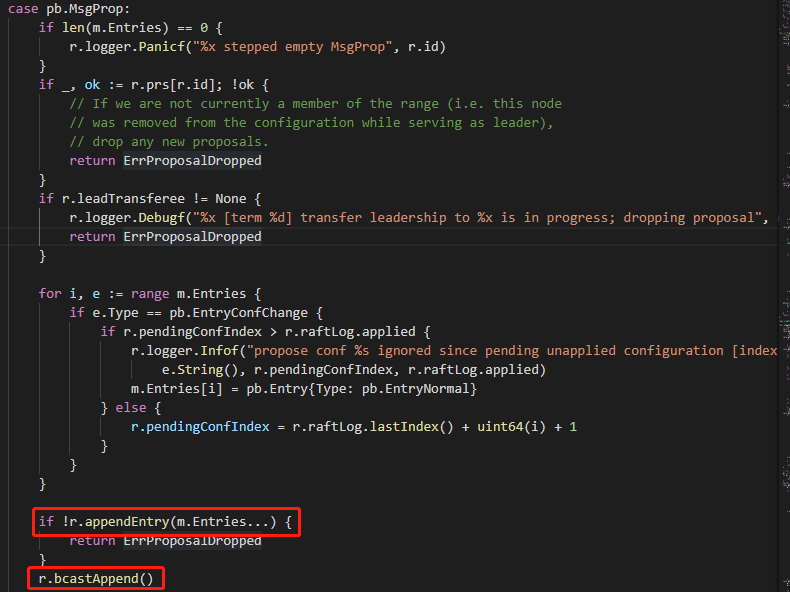 case pb.MsgProp:
    if len(m.Entries) == 0 {
        r.logger.Panicf("%x stepped empty MsgProp", r.id)
    }
    if _, ok := r.prs[r.id]; !ok {
        // If we are not currently a member of the range (i.e. this node
        // was removed from the configuration while serving as leader),
        // drop any new proposals.
        return ErrProposalDropped
    }
    if r.leadTransferee != None {
        r.logger.Debugf("%x [term %d] transfer leadership to %x is in progress; dropping proposal",
        return ErrProposalDropped
    }
    for i, e := range m.Entries {
        if e.Type == pb.EntryConfChange {
            if r.pendingConfIndex > r.raftLog.applied {
                r.logger.Infof("propose conf %s ignored since pending unapplied configuration [index
                    e.String(), r.pendingConfIndex, r.raftLog.applied)
                m.Entries[i] = pb.Entry{Type: pb.EntryNormal}
            } else {
                r.pendingConfIndex = r.raftLog.lastIndex() + uint64(i) + 1
            }
        }
    }
    if !r.appendEntry(m.Entries...) {
        return ErrProposalDropped
    }
    r.bcastAppend()